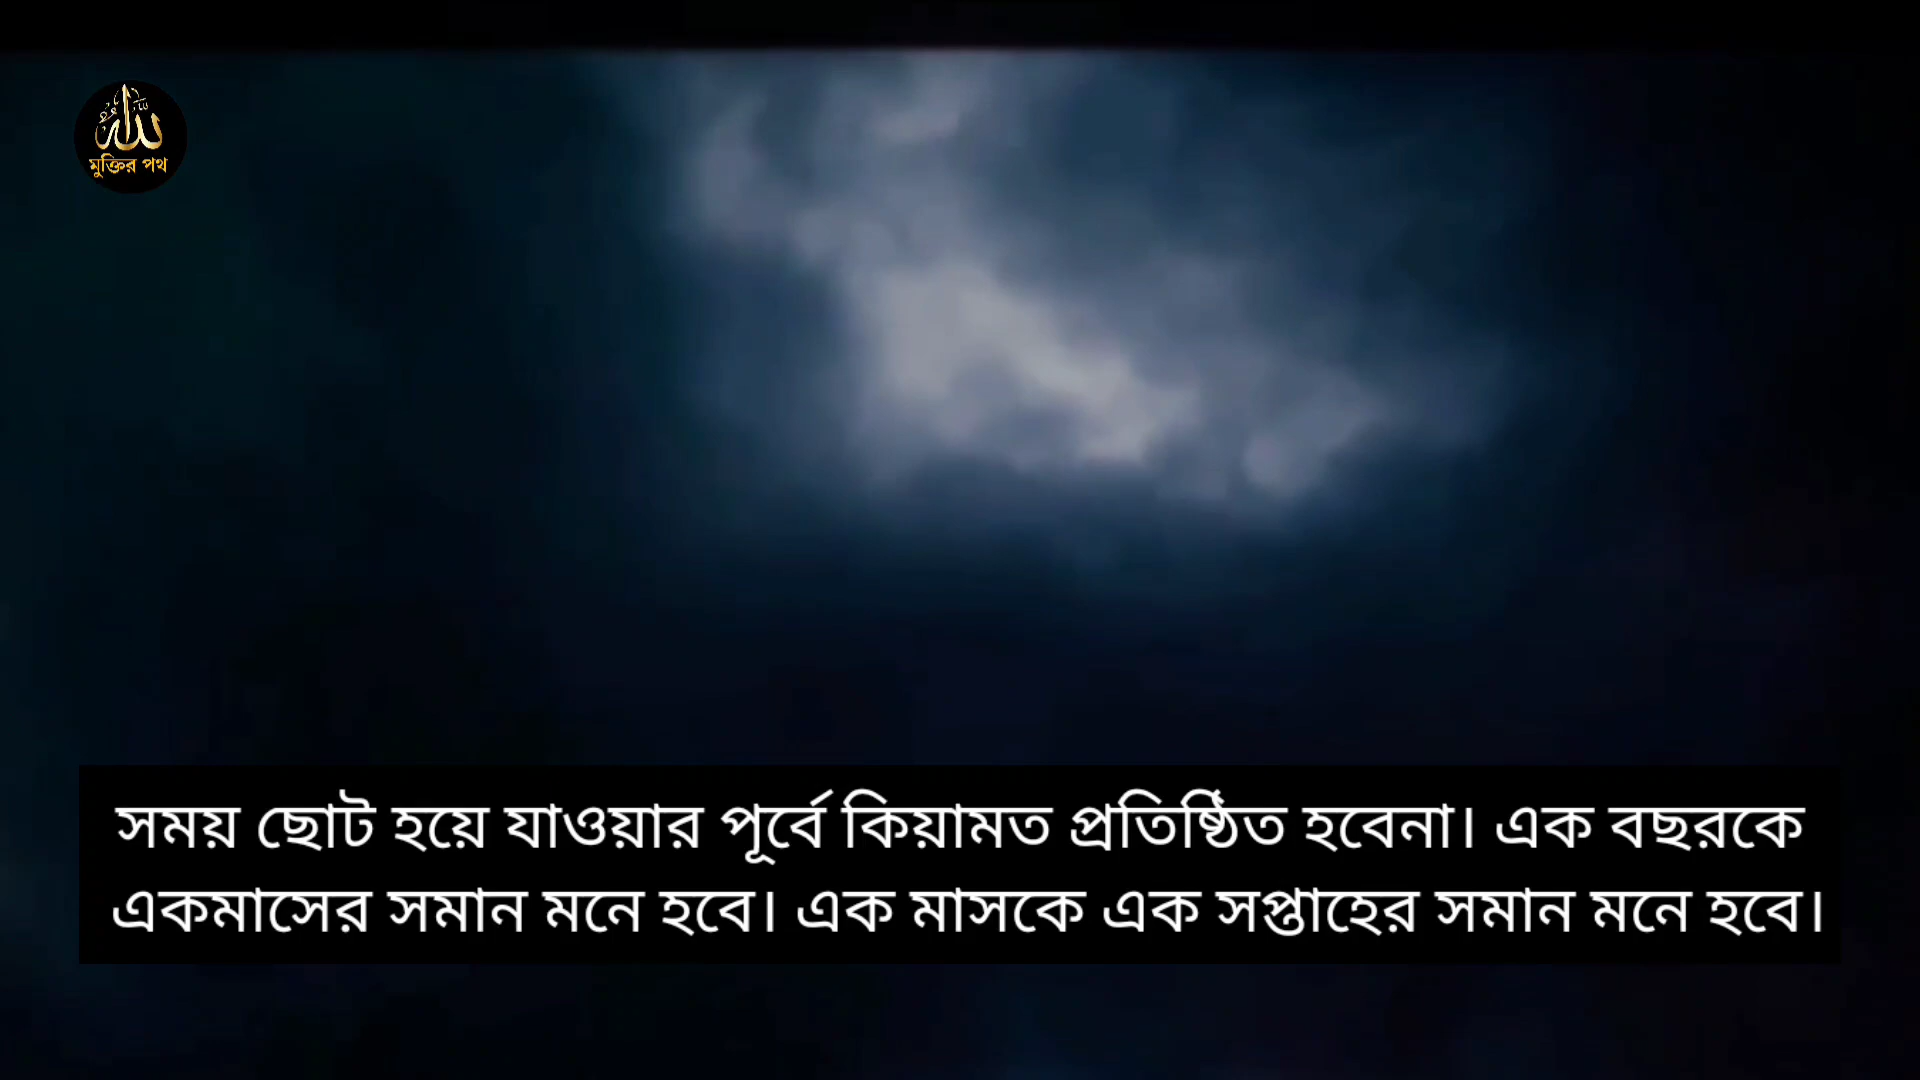 الله
মুক্তির পথ
সময় ছোট হয়ে যাওয়ার পূর্বে কিয়ামত প্রতিষ্ঠিত হবেনা। এক বছরকে
একমাসের সমান মনে হবে। এক মাসকে এক সপ্তাহের সমান মনে হবে।